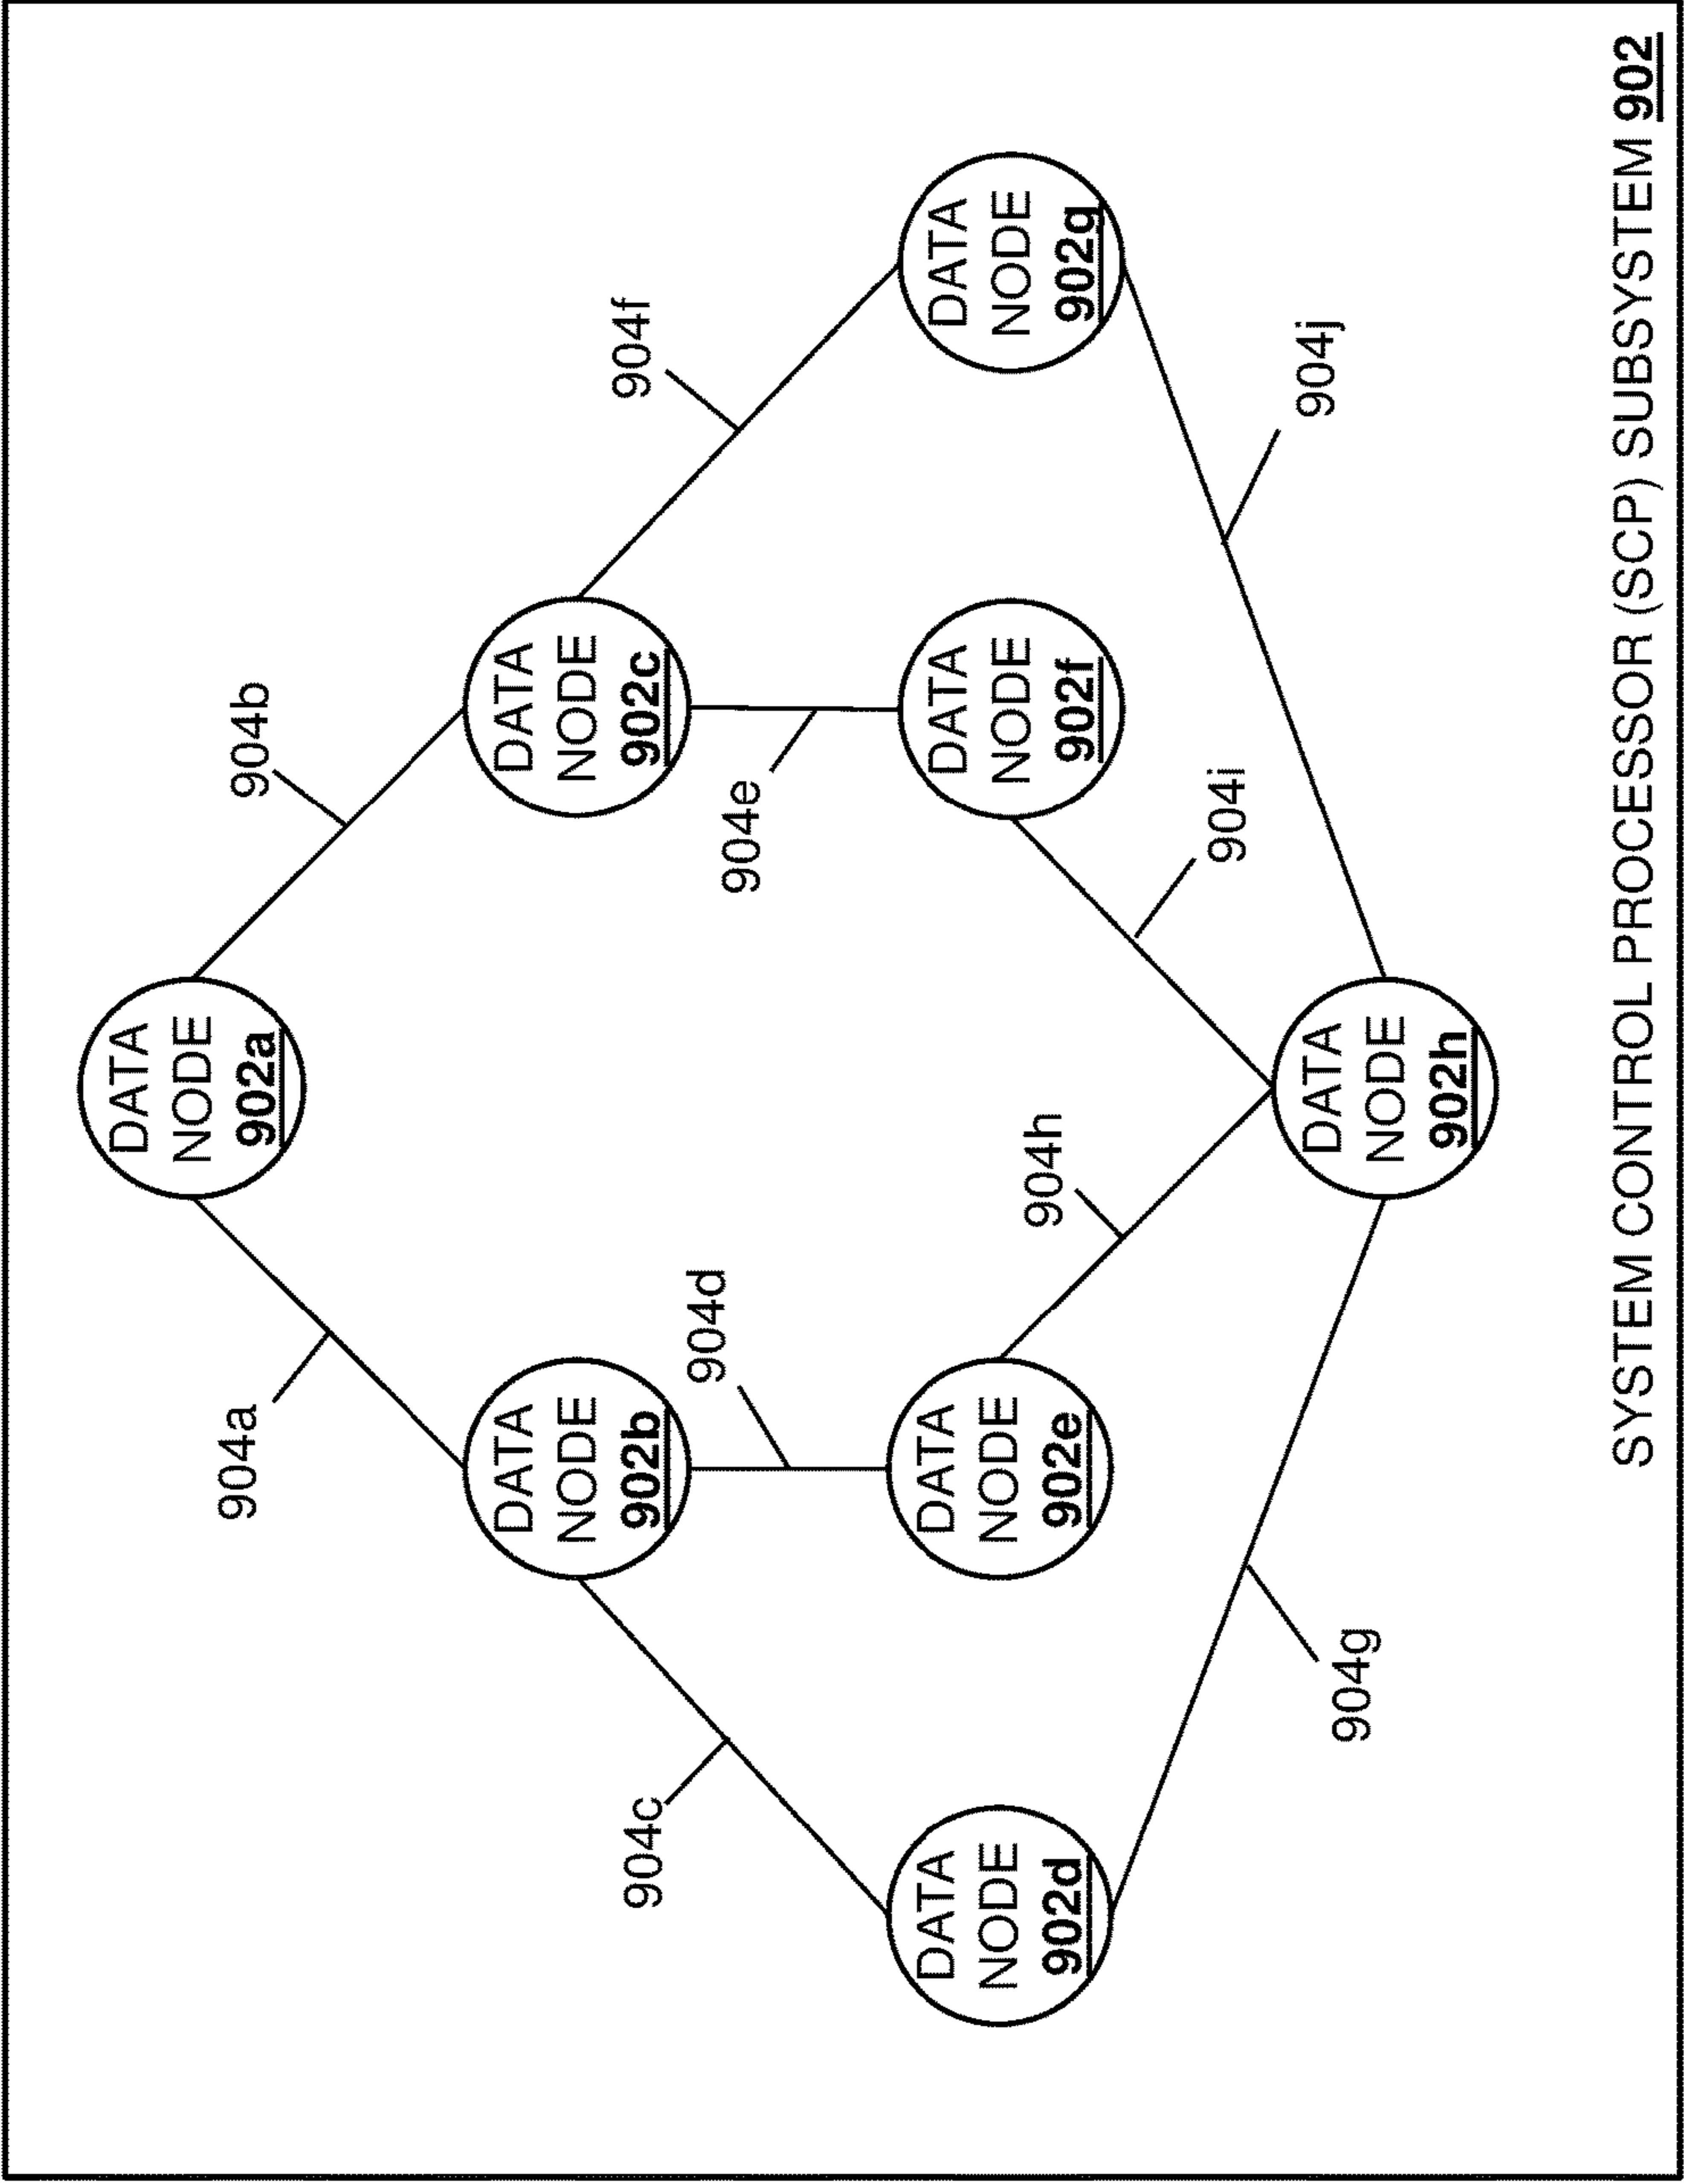 DATA
NODE
902a
904a
904b
DATA
NODE
902b
DATA
NODE
902c
904c
904d
904e
904f
DATA
NODE
902d
DATA
NODE
902e
DATA
NODE
902f
DATA
NODE
902g
904h
904i
904g
904j
DATA
NODE
902h
SYSTEM CONTROL PROCESSOR (SCP) SUBSYSTEM 902